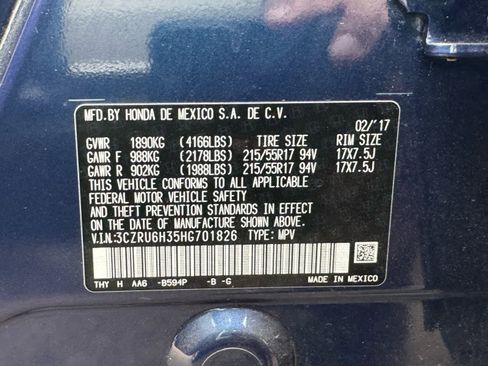 MFD.BY HONDA DE MEXICO S.A. DE C.V.
02/'17
GVWR 1890KG (4166LBS) TIRE SIZE RIM SIZE
GAWR F 988KG (2178LBS) 215/55R17 94V 17X7.5J
GAWR R 902KG (1988LBS) 215/55R17 94V 17X7.5J
THIS VEHICLE CONFORMS TO ALL APPLICABLE
FEDERAL MOTOR VEHICLE SAFETY
AND THEFT PREVENTION STANDARDS IN EFFECT
ON THE DATE OF MANUFACTURE SHOWN ABOVE.
V.I.N:3CZRU6H35HG701826 TYPE: MPV
THY H AA6 -B594P -B -G MADE IN MEXICO